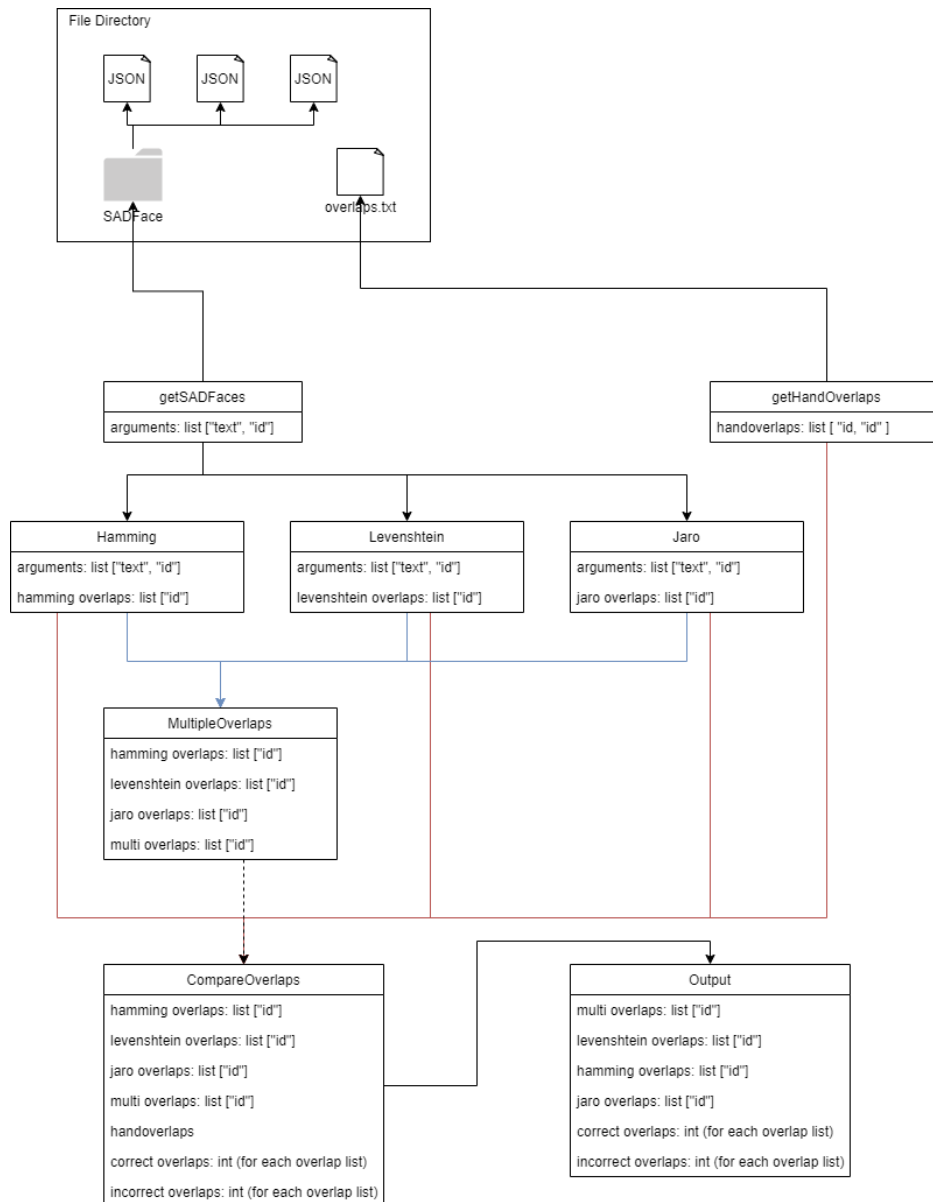 File Directory
JSON
JSON
JSON
SADFace
overlaps.txt
getSADFaces
arguments: list ["text", "id"]
getHandOverlaps
handoverlaps: list [ "id, "id" ]
Hamming
arguments: list ["text", "id"]
hamming overlaps: list ["id"]
Levenshtein
arguments: list ["text", "id"]
levenshtein overlaps: list ["id"]
Jaro
arguments: list ["text", "id"]
jaro overlaps: list ["id"]
MultipleOverlaps
hamming overlaps: list ["id"]
levenshtein overlaps: list ["id"]
jaro overlaps: list ["id"]
multi overlaps: list ["id"]
CompareOverlaps
hamming overlaps: list ["id"]
levenshtein overlaps: list ["id"]
jaro overlaps: list ["id"]
multi overlaps: list ["id"]
handoverlaps
correct overlaps: int (for each overlap list)
incorrect overlaps: int (for each overlap list)
Output
multi overlaps: list ["id"]
levenshtein overlaps: list ["id"]
hamming overlaps: list ["id"]
jaro overlaps: list ["id"]
correct overlaps: int (for each overlap list)
incorrect overlaps: int (for each overlap list)